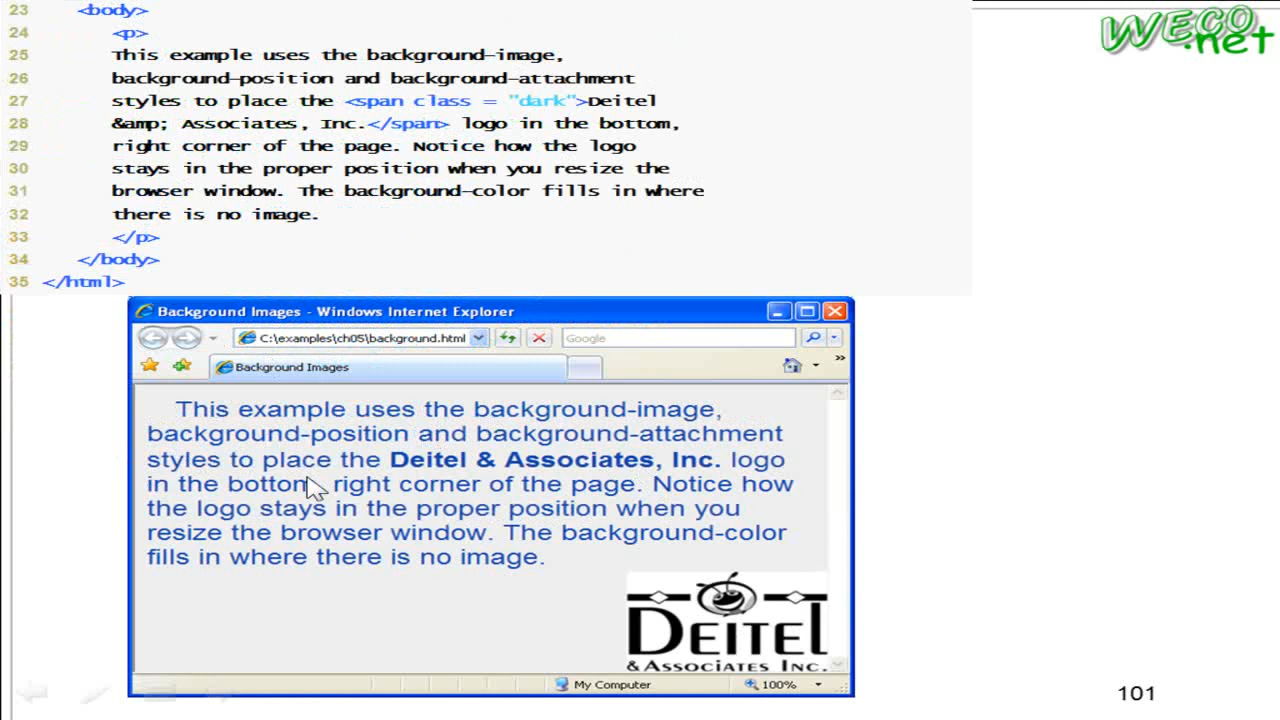 WECO
.net
23 <body>
24 <p>
25 This example uses the background-image,
26 background-position and background-attachment
27 styles to place the <span class = "dark">Deitel
28 &amp; Associates, Inc.</span> logo in the bottom,
29 right corner of the page. Notice how the logo
30 stays in the proper position when you resize the
31 browser window. The background-color fills in where
32 there is no image.
33 </p>
34 </body>
35 </html>
Background Images - Windows Internet Explorer
C:\examples\ch05\background.html Google
Background Images »
This example uses the background-image,
background-position and background-attachment
styles to place the Deitel & Associates, Inc. logo
in the bottom, right corner of the page. Notice how
the logo stays in the proper position when you
resize the browser window. The background-color
fills in where there is no image.
DEITEL
& ASSOCIATES INC.
My Computer 100%
101